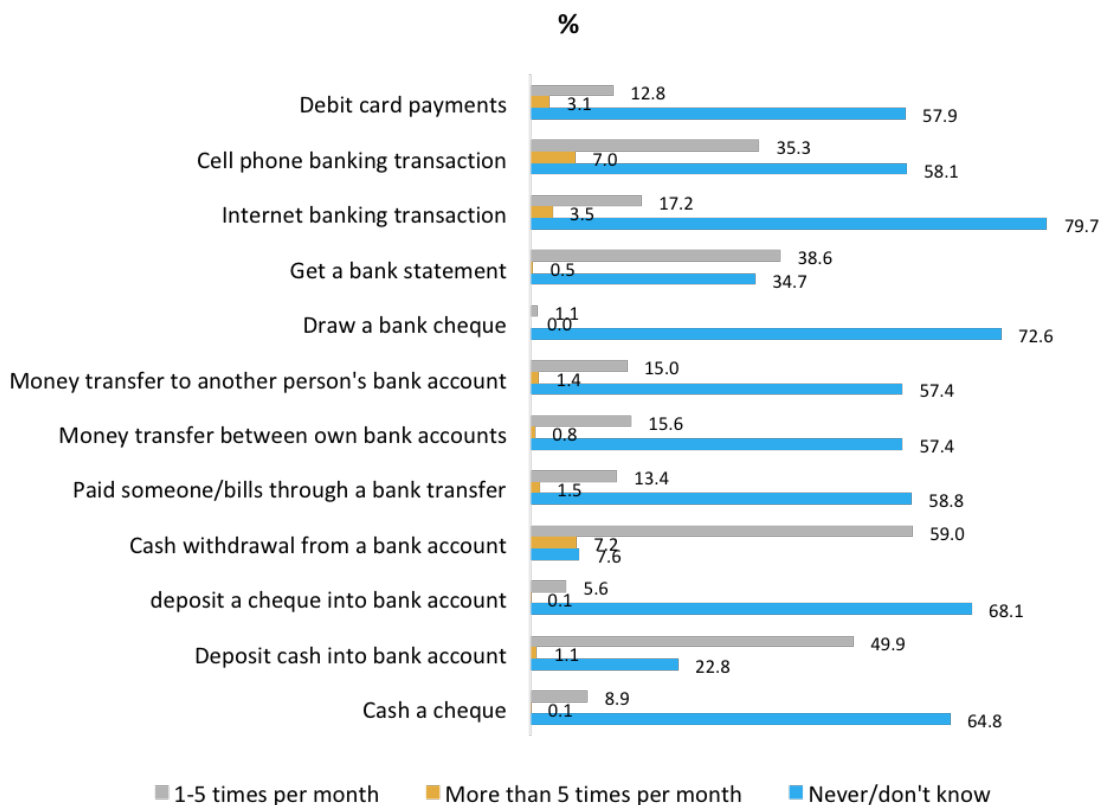 %
Debit card payments
12.8
3.1
57.9
Cell phone banking transaction
35.3
7.0
58.1
Internet banking transaction
17.2
3.5
79.7
Get a bank statement
38.6
0.5
34.7
Draw a bank cheque
1.1
0.0
72.6
Money transfer to another person's bank account
15.0
1.4
57.4
Money transfer between own bank accounts
15.6
0.8
57.4
Paid someone/bills through a bank transfer
13.4
1.5
58.8
Cash withdrawal from a bank account
59.0
7.2
7.6
deposit a cheque into bank account
5.6
0.1
68.1
Deposit cash into bank account
49.9
1.1
22.8
Cash a cheque
8.9
0.1
64.8
1-5 times per month More than 5 times per month Never/don't know